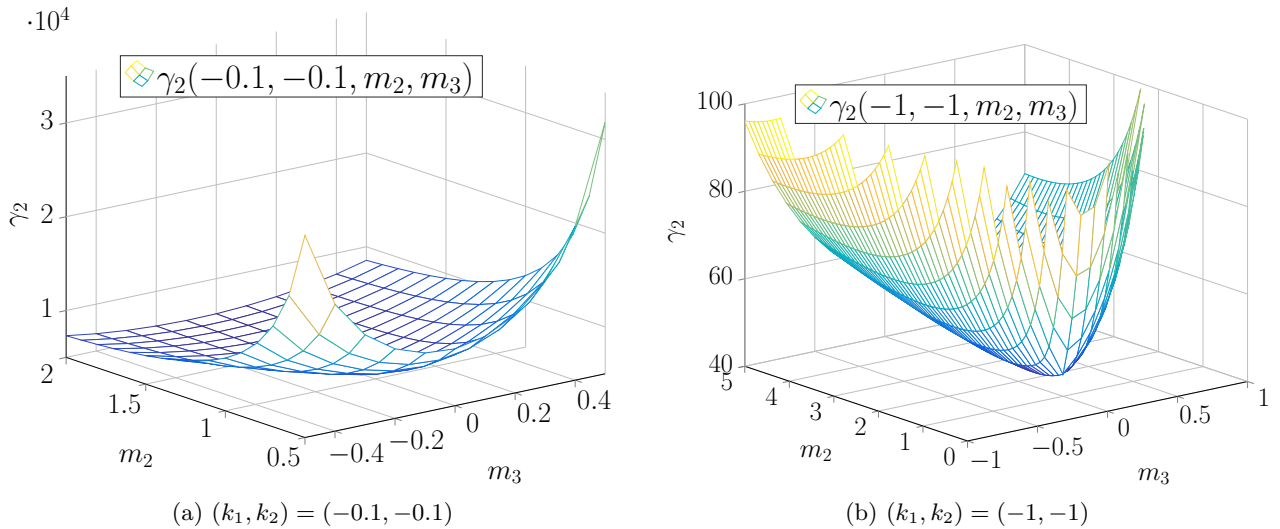 ·10⁴
γ₂(−0.1, −0.1, m₂, m₃)
3
2
1
γ₂
2
1.5
1
0.5
m₂
−0.4
−0.2
0
0.2
0.4
m₃
(a) (k₁, k₂) = (−0.1, −0.1)
γ₂(−1, −1, m₂, m₃)
100
80
60
40
γ₂
5
4
3
2
1
0
m₂
−1
−0.5
0
0.5
1
m₃
(b) (k₁, k₂) = (−1, −1)